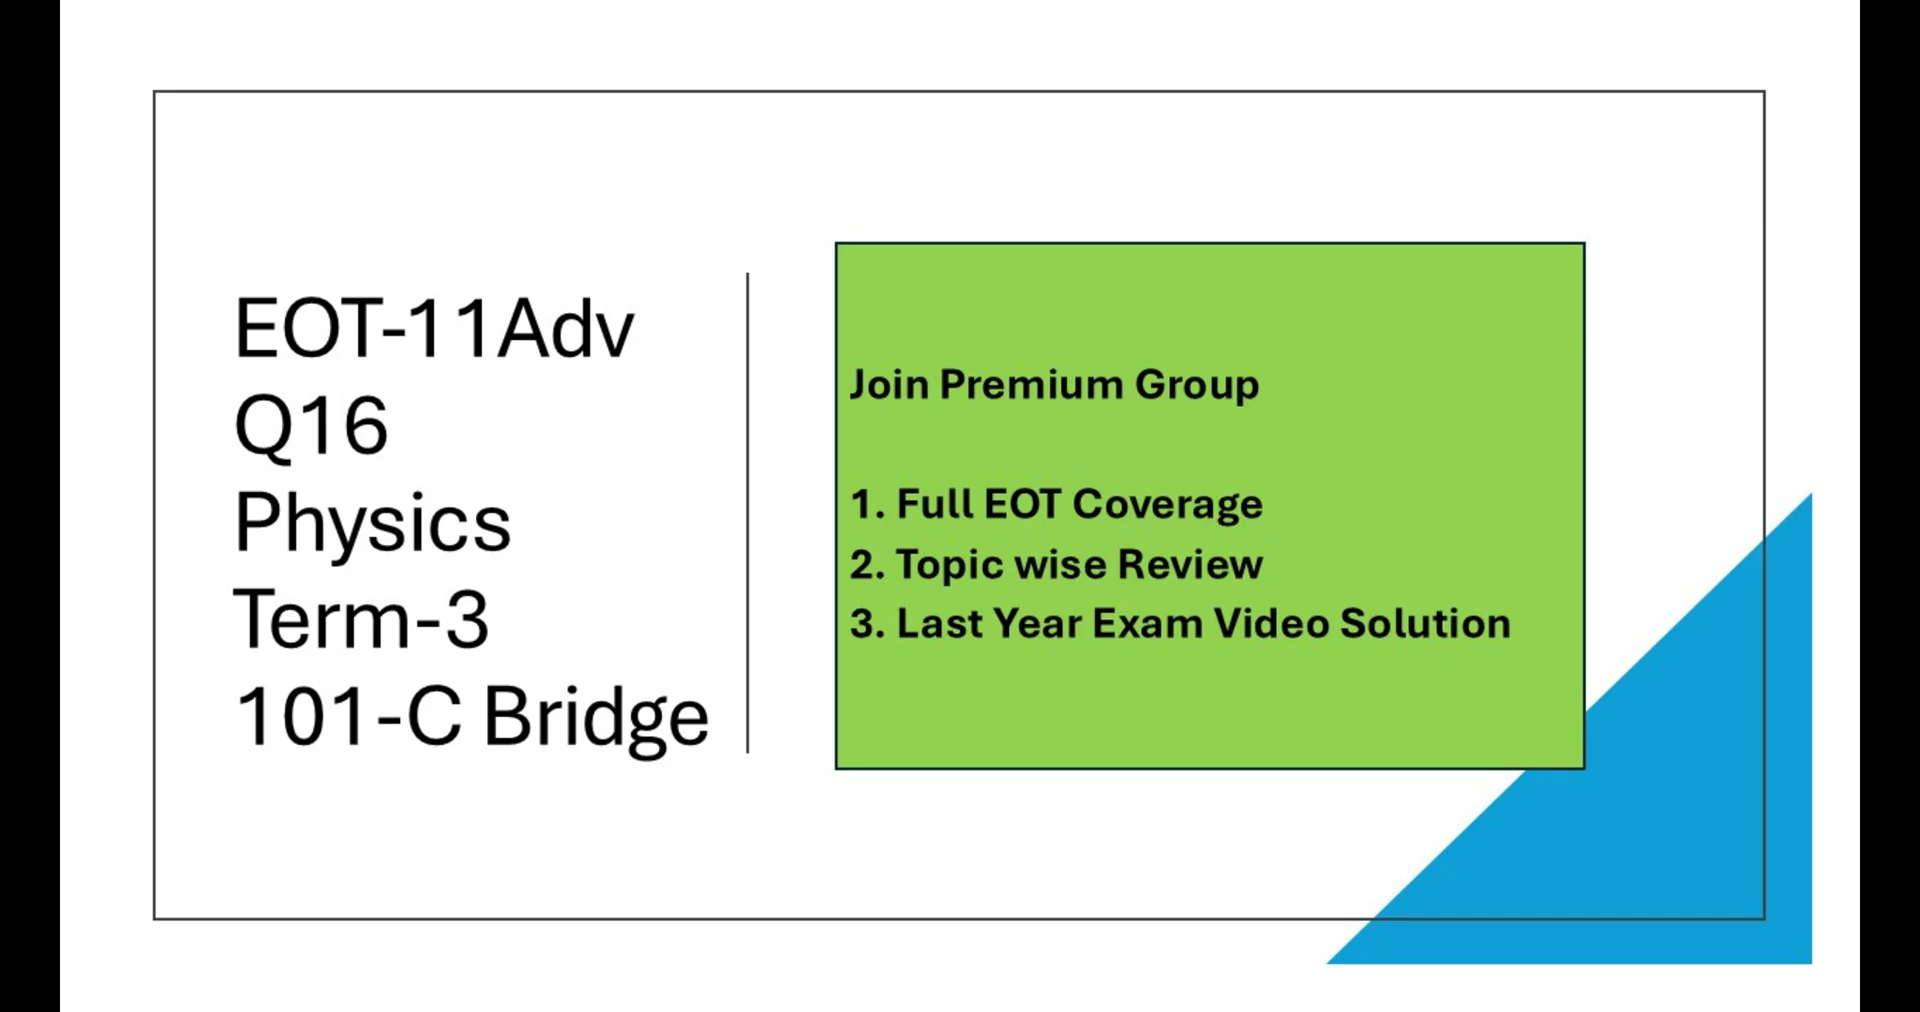 EOT-11Adv
Q16
Physics
Term-3
101-C Bridge
Join Premium Group
1. Full EOT Coverage
2. Topic wise Review
3. Last Year Exam Video Solution